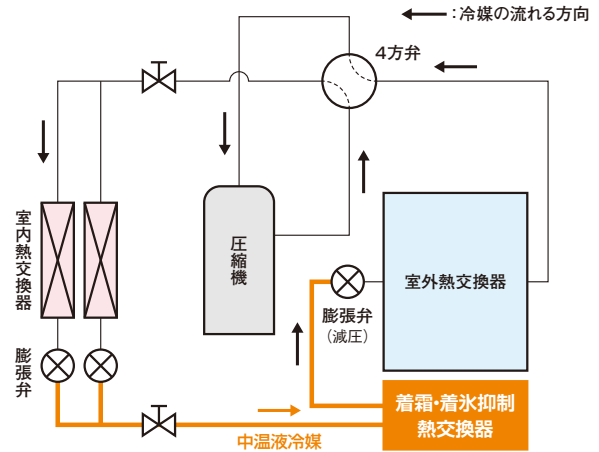 :冷媒の流れる方向
4方弁
室内熱交換器
圧縮機
室外熱交換器
膨張弁
(減圧)
膨張弁
着霜・着氷抑制
熱交換器
中温液冷媒